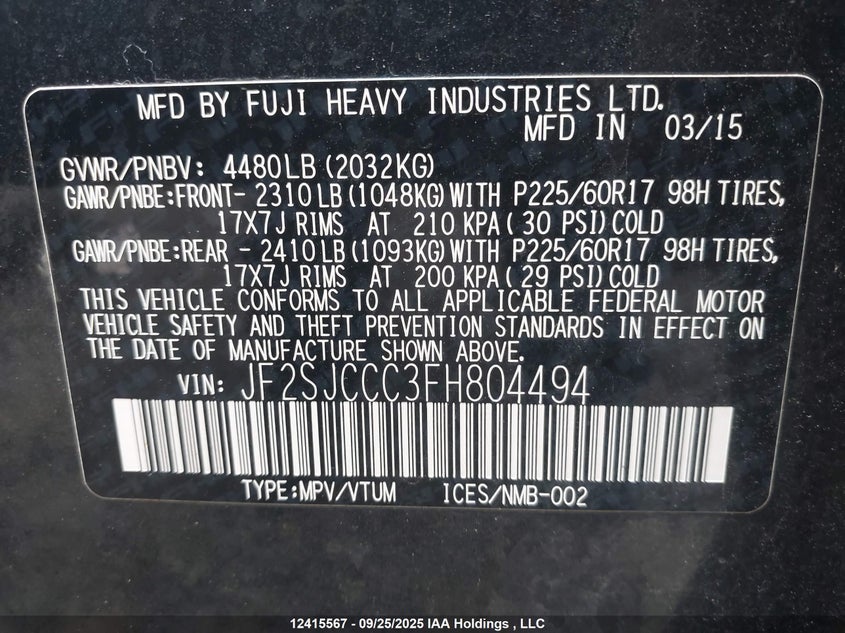 MFD BY FUJI HEAVY INDUSTRIES LTD.
MFD IN 03/15
GVWR/PNBV: 4480LB (2032KG)
GAWR/PNBE:FRONT- 2310LB (1048KG) WITH P225/60R17 98H TIRES,
17X7J RIMS AT 210 KPA( 30 PSI) COLD
GAWR/PNBE:REAR - 2410LB (1093KG) WITH P225/60R17 98H TIRES,
17X7J RIMS AT 200 KPA( 29 PSI) COLD
THIS VEHICLE CONFORMS TO ALL APPLICABLE FEDERAL MOTOR
VEHICLE SAFETY AND THEFT PREVENTION STANDARDS IN EFFECT ON
THE DATE OF MANUFACTURE SHOWN ABOVE.
VIN: JF2SJCCC3FH804494
TYPE:MPV/VTUM ICES/NMB-002
12415567 - 09/25/2025 IAA Holdings , LLC